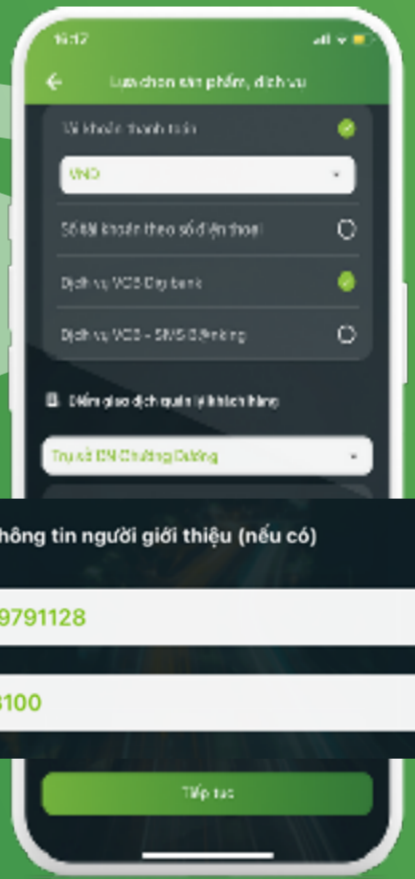 16:17
Lựa chọn sản phẩm, dịch vụ
Tài khoản thanh toán
VND
Số tài khoản theo số điện thoại
Dịch vụ VCB Digibank
Dịch vụ VCB - SMS B@nking
Điểm giao dịch quản lý khách hàng
Trụ sở CN Chương Dương
hông tin người giới thiệu (nếu có)
9791128
3100
Tiếp tục